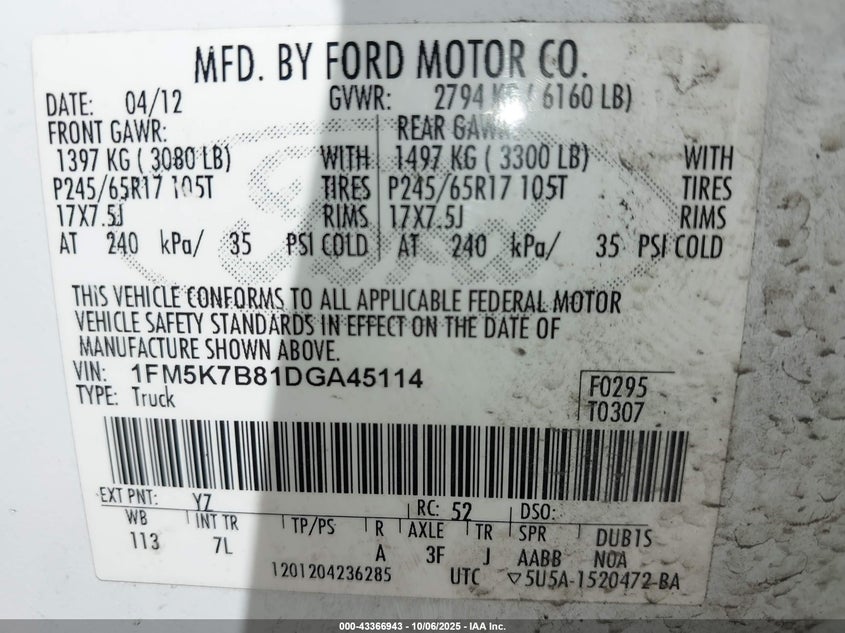 MFD. BY FORD MOTOR CO.
DATE: 04/12 GVWR: 2794 KG ( 6160 LB)
FRONT GAWR: REAR GAWR:
1397 KG ( 3080 LB) WITH 1497 KG ( 3300 LB) WITH
P245/65R17 105T TIRES P245/65R17 105T TIRES
17X7.5J RIMS 17X7.5J RIMS
AT 240 kPa/ 35 PSI COLD AT 240 kPa/ 35 PSI COLD
THIS VEHICLE CONFORMS TO ALL APPLICABLE FEDERAL MOTOR
VEHICLE SAFETY STANDARDS IN EFFECT ON THE DATE OF
MANUFACTURE SHOWN ABOVE.
VIN: 1FM5K7B81DGA45114
TYPE: Truck
F0295
T0307
EXT PNT: YZ RC: 52 DSO:
WB INT TR TP/PS R AXLE TR SPR DUB1S
113 7L A 3F J AABB N0A
1201204236285 UTC ▽5U5A-1520472-BA
000-43366943 - 10/06/2025 - IAA Inc.